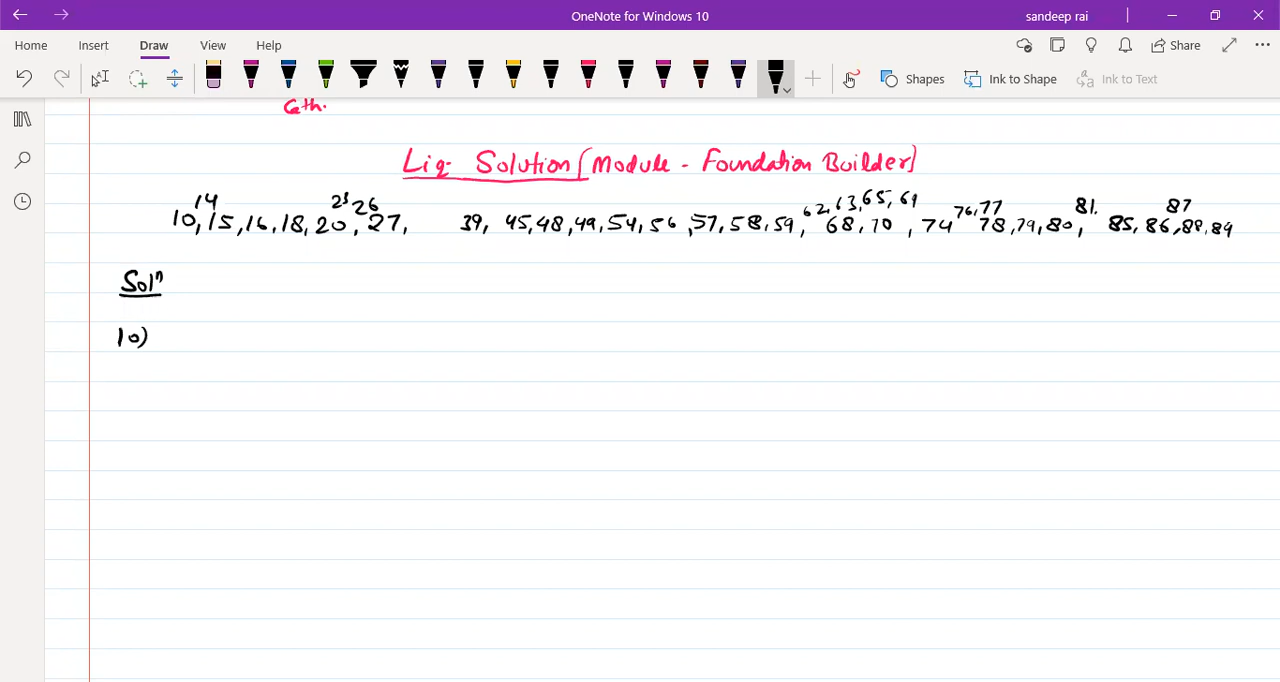 OneNote for Windows 10
sandeep rai
Home Insert Draw View Help
Share
Shapes Ink to Shape Ink to Text
Liq. Solution [Module - Foundation Builder]
14 26 62, 63, 65, 69 76, 77 81. 87
10, 15, 16, 18, 20, 27, 39, 45, 48, 49, 54, 56, 57, 58, 59, 68, 70, 74 78, 79, 80, 85, 86, 88, 89
Solⁿ
10)